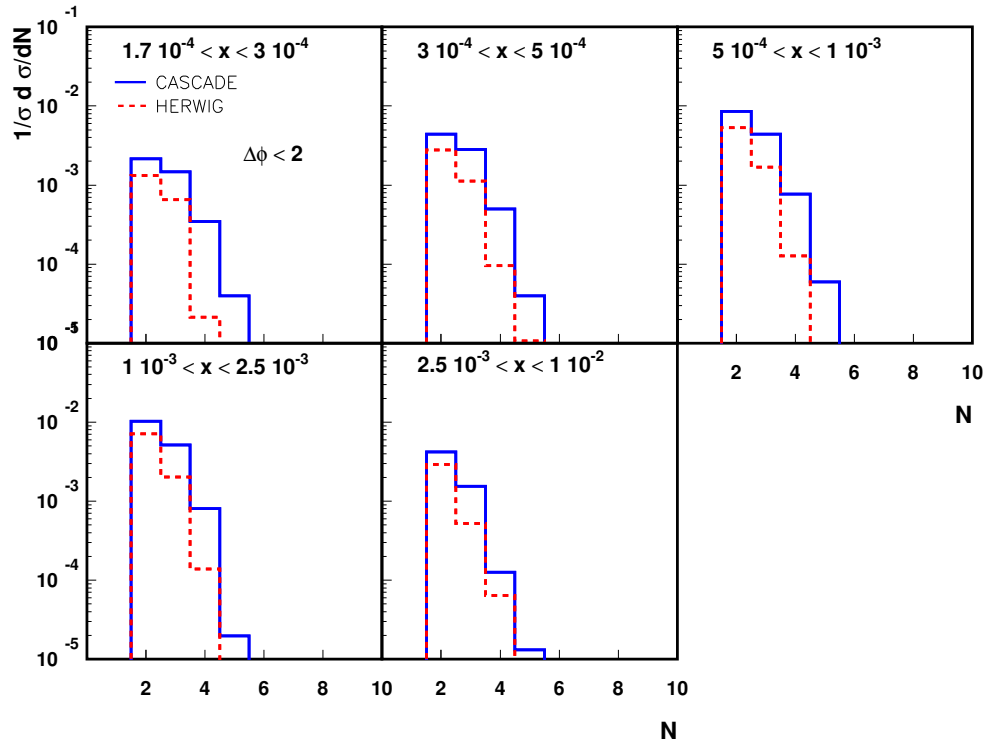 1/σ d σ/dN
10 -1
10 -2
10 -3
10 -4
10 -5
1.7 10-4 < x < 3 10-4
CASCADE
HERWIG
Δϕ < 2
3 10-4 < x < 5 10-4
5 10-4 < x < 1 10-3
2 4 6 8 10
N
1 10-3 < x < 2.5 10-3
10 -2
10 -3
10 -4
10 -5
2 4 6 8 10
2.5 10-3 < x < 1 10-2
2 4 6 8 10
N